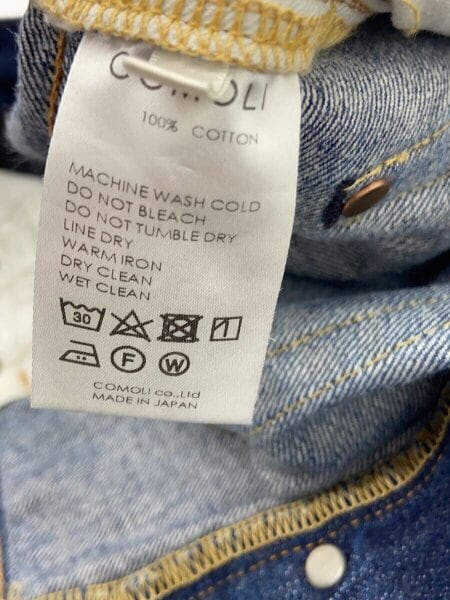 COMOLI
100% COTTON
MACHINE WASH COLD
DO NOT BLEACH
DO NOT TUMBLE DRY
LINE DRY
WARM IRON
DRY CLEAN
WET CLEAN
30
F W
COMOLI co.,Ltd
MADE IN JAPAN